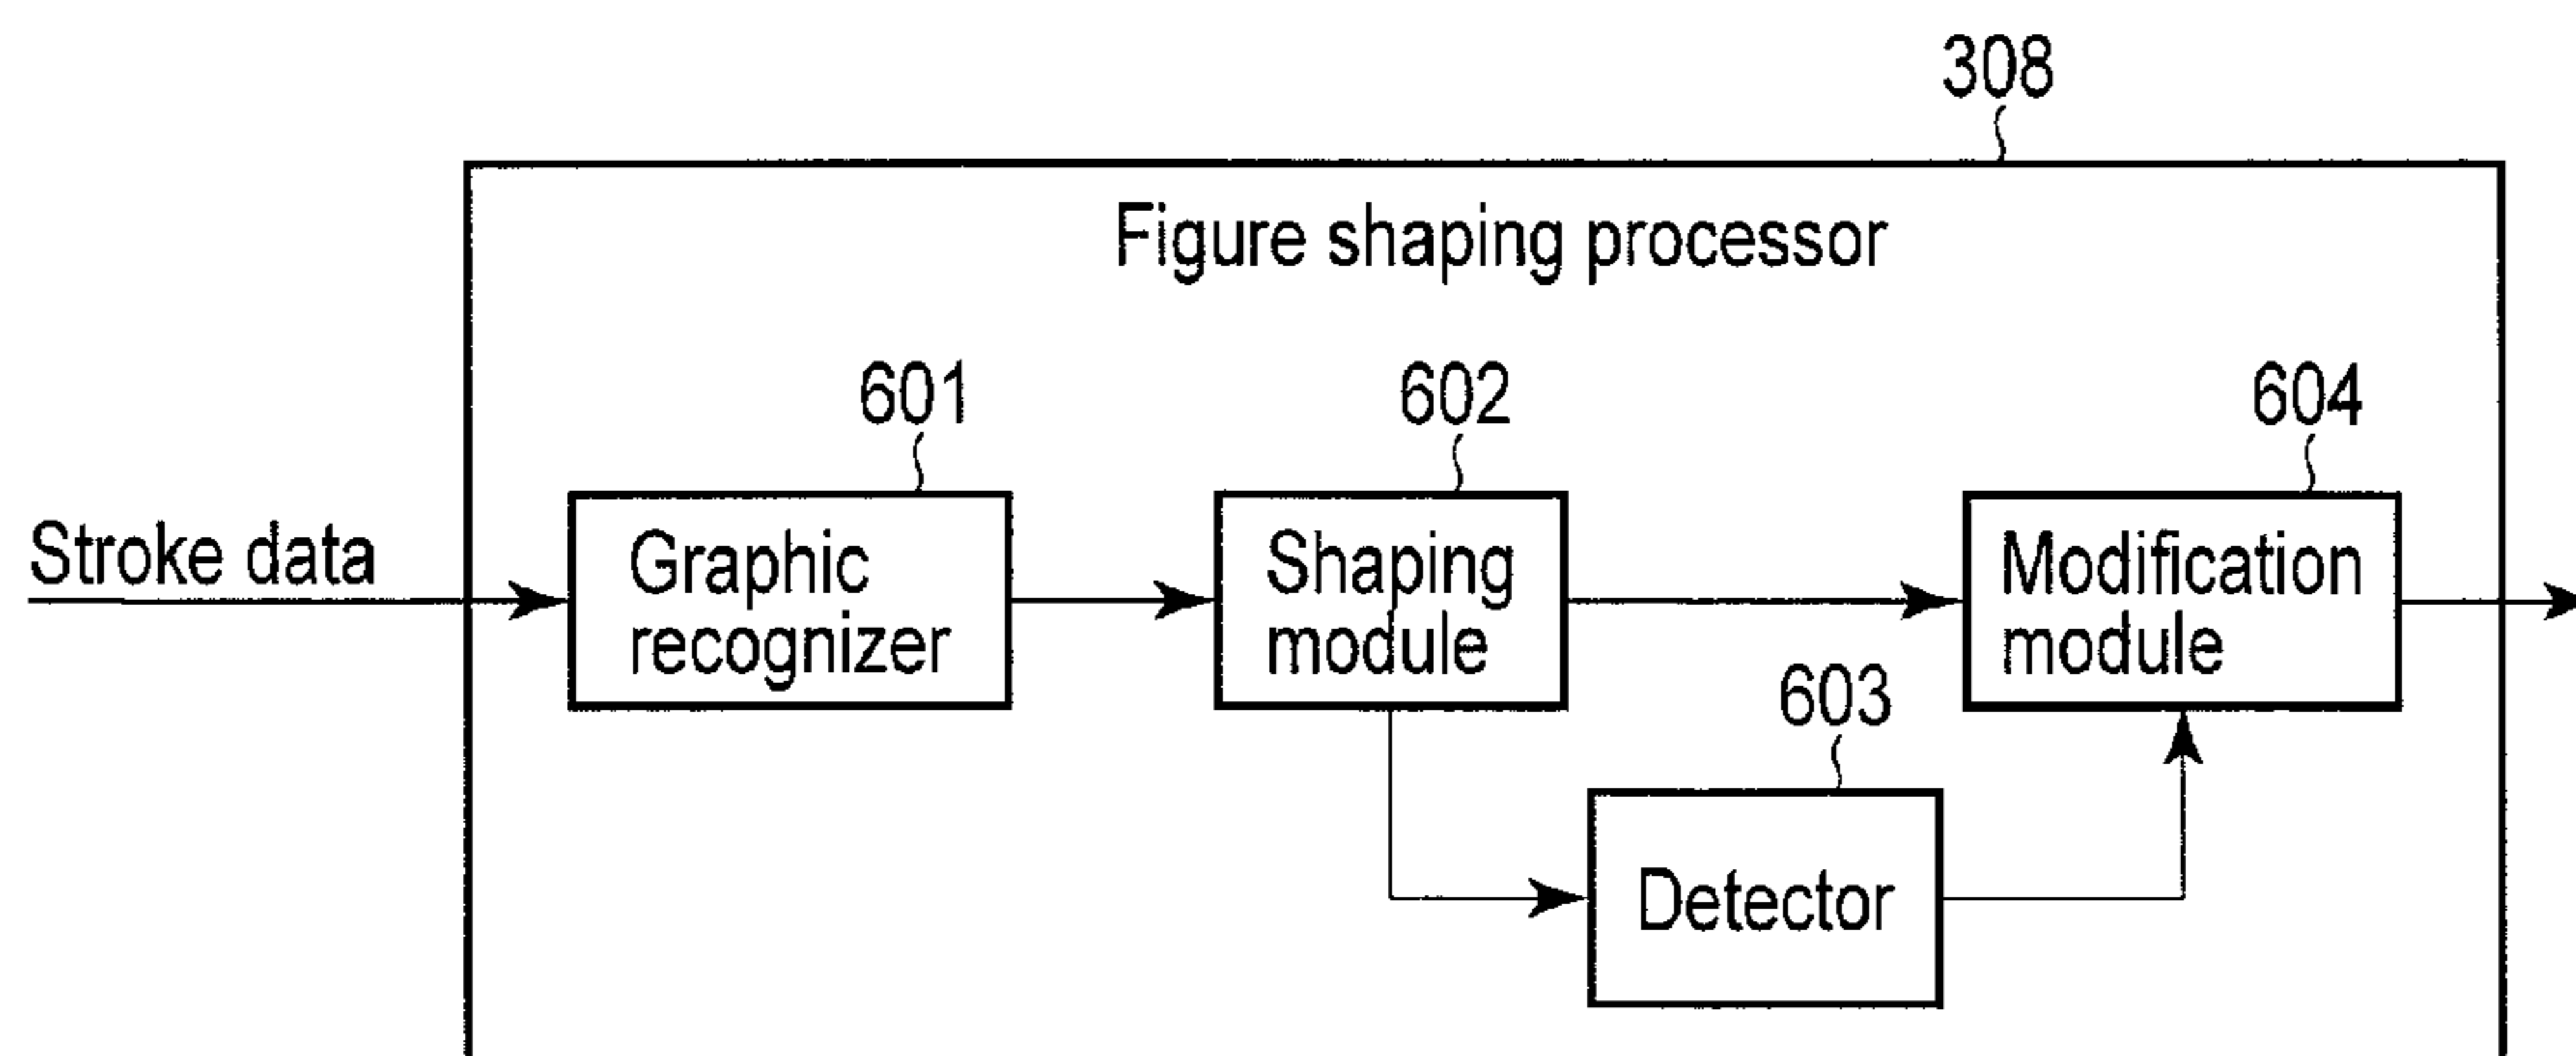 308
Figure shaping processor
601
602
604
Stroke data
Graphic
recognizer
Shaping
module
Modification
module
603
Detector